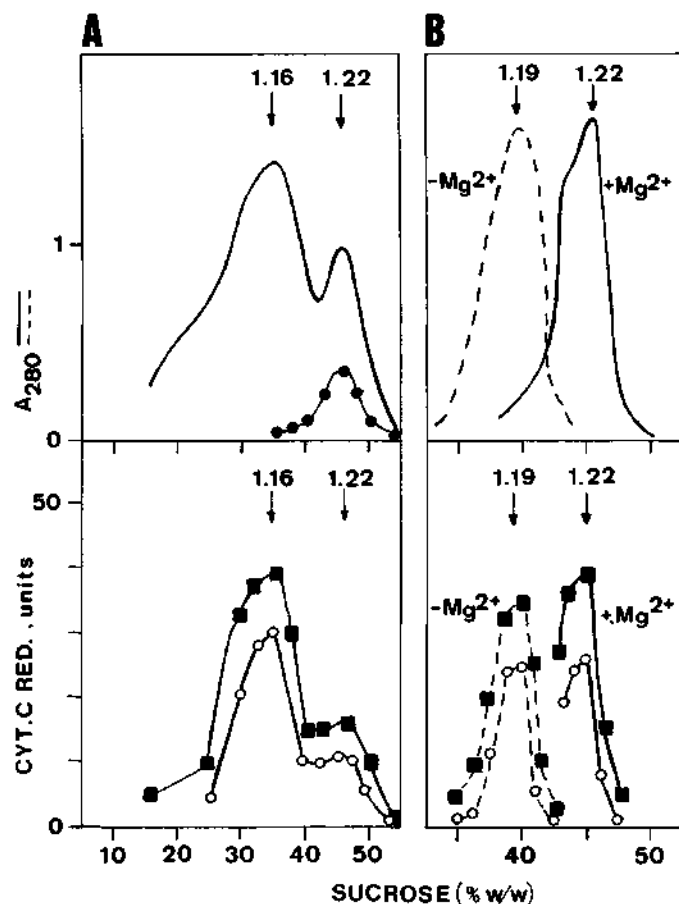 A
B
1.16 1.22
1.19 1.22
-Mg2+ +Mg2+
1
A280
0
1.16 1.22
1.19 1.22
50
-Mg2+ +Mg2+
CYT.C RED., units
0
10 20 30 40 50
40 50
SUCROSE (% w/w)